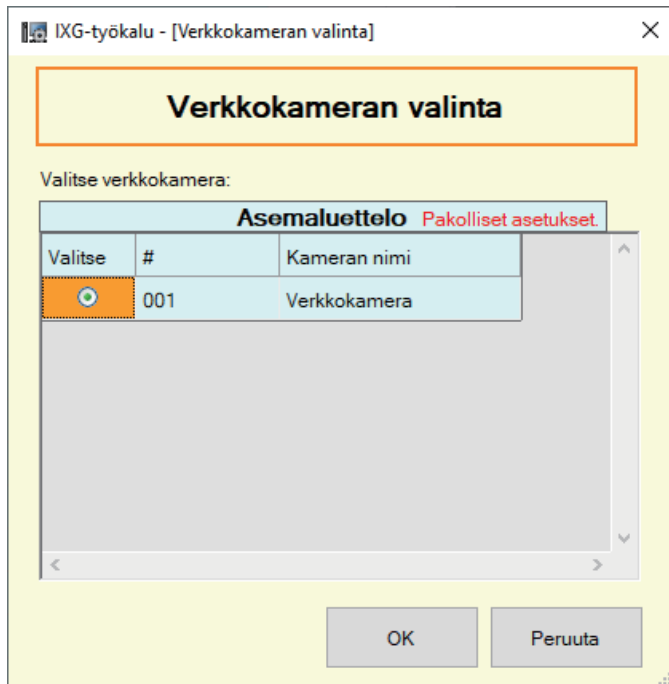 IXG-työkalu - [Verkkokameran valinta]
Verkkokameran valinta
Valitse verkkokamera:
Asemaluettelo Pakolliset asetukset.
Valitse # Kameran nimi
001 Verkkokamera
OK Peruuta